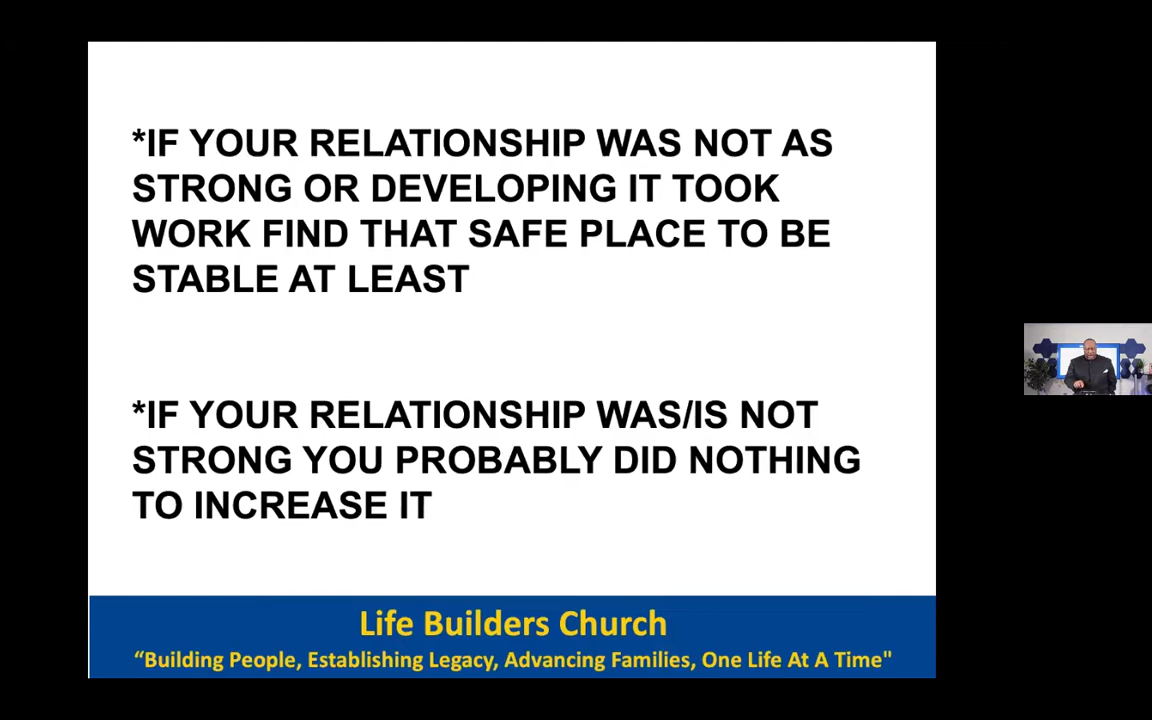 *IF YOUR RELATIONSHIP WAS NOT AS
STRONG OR DEVELOPING IT TOOK
WORK FIND THAT SAFE PLACE TO BE
STABLE AT LEAST
*IF YOUR RELATIONSHIP WAS/IS NOT
STRONG YOU PROBABLY DID NOTHING
TO INCREASE IT
Life Builders Church
“Building People, Establishing Legacy, Advancing Families, One Life At A Time"